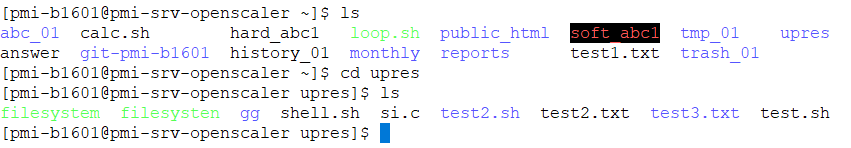 [pmi-b1601@pmi-srv-openscaler ~]$ ls
abc_01 calc.sh hard_abc1 loop.sh public_html soft_abc1 tmp_01 upres
answer git-pmi-b1601 history_01 monthly reports test1.txt trash_01
[pmi-b1601@pmi-srv-openscaler ~]$ cd upres
[pmi-b1601@pmi-srv-openscaler upres]$ ls
filesystem filesysten gg shell.sh si.c test2.sh test2.txt test3.txt test.sh
[pmi-b1601@pmi-srv-openscaler upres]$